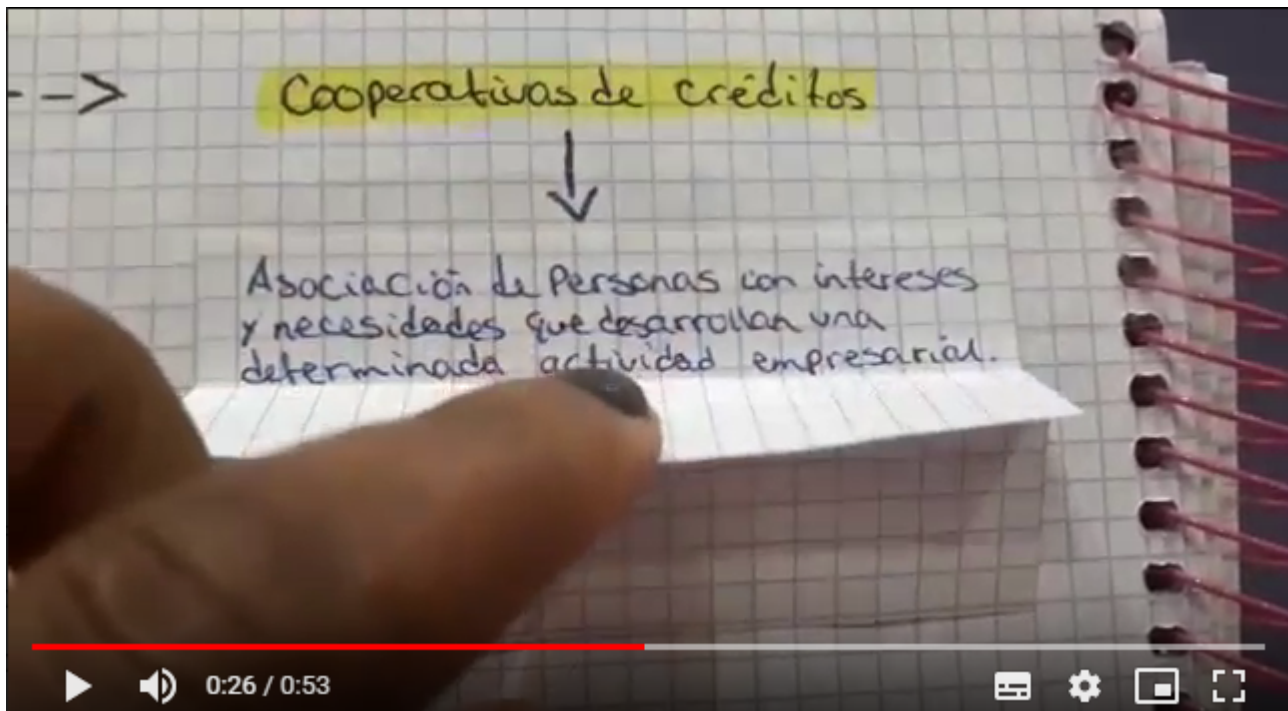 -->
Cooperativas de créditos
Asociación de Personas con intereses
y necesidades que desarrollan una
determinada actividad empresarial.
0:26 / 0:53